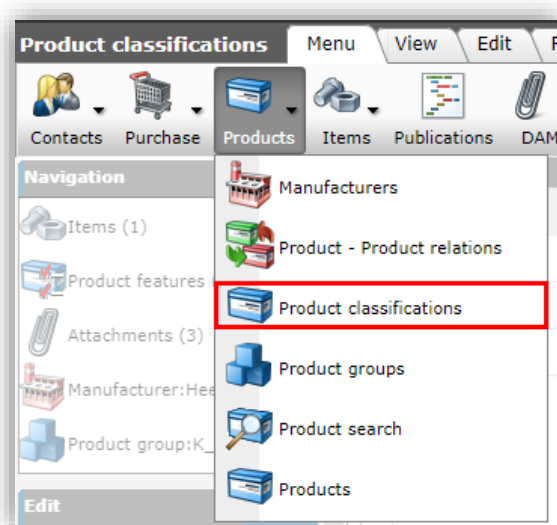 Product classifications Menu View Edit
Contacts Purchase Products Items Publications DAM
Navigation
Items (1)
Product features
Attachments (3)
Manufacturer:Hee
Product group:K_
Edit
Manufacturers
Product - Product relations
Product classifications
Product groups
Product search
Products